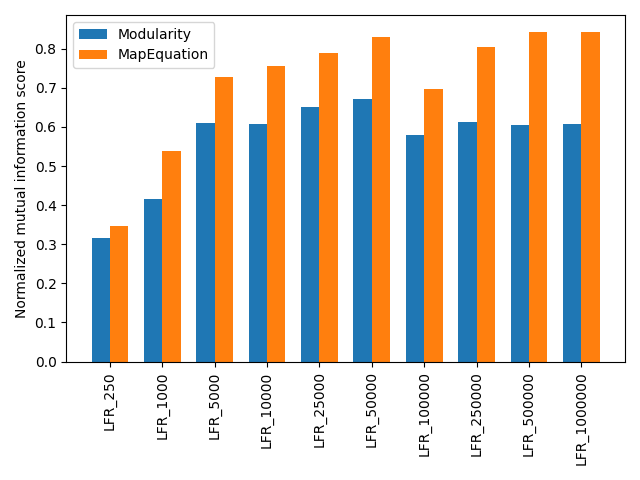 Modularity
MapEquation
Normalized mutual information score
0.8
0.7
0.6
0.5
0.4
0.3
0.2
0.1
0.0
LFR_250
LFR_1000
LFR_5000
LFR_10000
LFR_25000
LFR_50000
LFR_100000
LFR_250000
LFR_500000
LFR_1000000